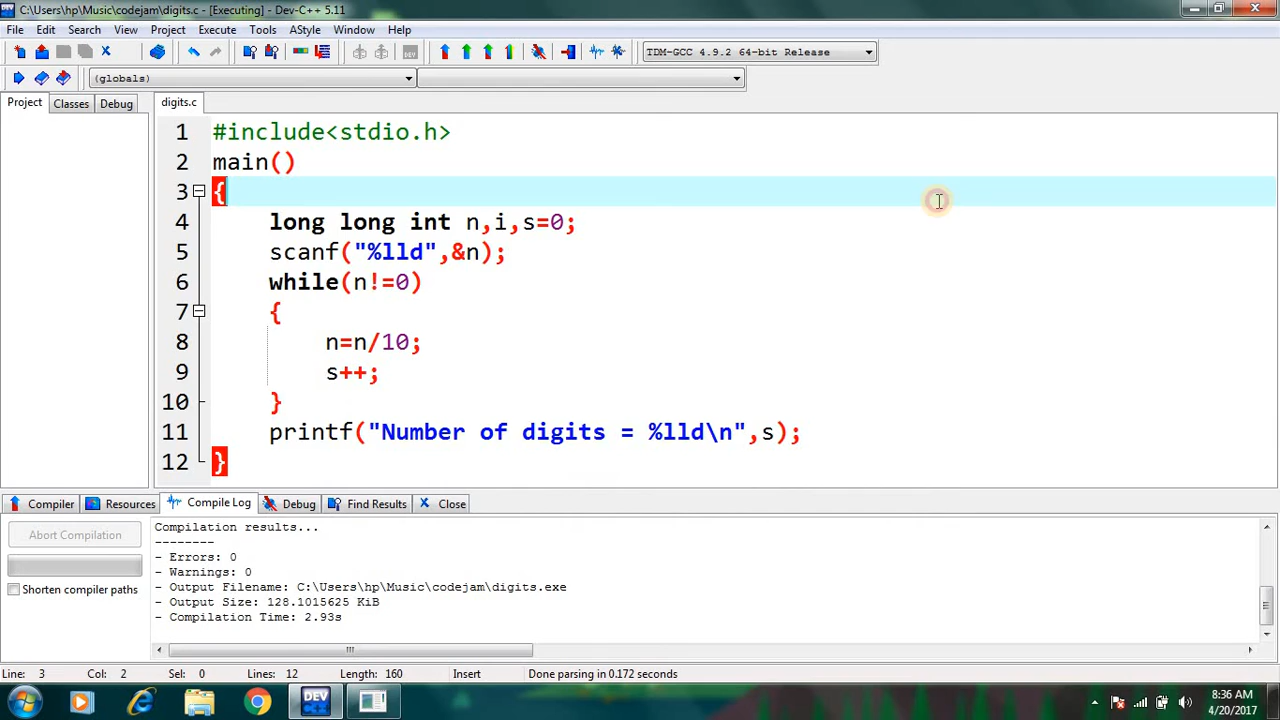 C:\Users\hp\Music\codejam\digits.c - [Executing] - Dev-C++ 5.11
File Edit Search View Project Execute Tools AStyle Window Help
TDM-GCC 4.9.2 64-bit Release
(globals)
Project Classes Debug digits.c
1 #include<stdio.h>
2 main()
3 {
4 long long int n,i,s=0;
5 scanf("%lld",&n);
6 while(n!=0)
7 {
8 n=n/10;
9 s++;
10 }
11 printf("Number of digits = %lld\n",s);
12 }
Compiler Resources Compile Log Debug Find Results Close
Abort Compilation
Shorten compiler paths
Compilation results...
--------
- Errors: 0
- Warnings: 0
- Output Filename: C:\Users\hp\Music\codejam\digits.exe
- Output Size: 128.1015625 KiB
- Compilation Time: 2.93s
Line: 3 Col: 2 Sel: 0 Lines: 12 Length: 160 Insert Done parsing in 0.172 seconds
DEV
8:36 AM
4/20/2017